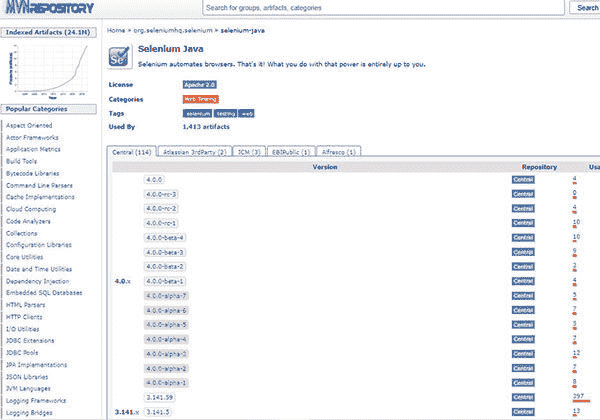 MVNREPOSITORY
Search for groups, artifacts, categories
Search
Indexed Artifacts (24.1M)
Popular Categories
Aspect Oriented
Actor Frameworks
Application Metrics
Build Tools
Bytecode Libraries
Command Line Parsers
Cache Implementations
Cloud Computing
Code Analyzers
Collections
Configuration Libraries
Core Utilities
Date and Time Utilities
Dependency Injection
Embedded SQL Databases
HTML Parsers
HTTP Clients
I/O Utilities
JDBC Extensions
JDBC Pools
JPA Implementations
JSON Libraries
JVM Languages
Logging Frameworks
Logging Bridges
Home » org.seleniumhq.selenium » selenium-java
Se
Selenium Java
Selenium automates browsers. That's it! What you do with that power is entirely up to you.
License Apache 2.0
Categories Web Testing
Tags selenium testing web
Used By 1,413 artifacts
Central (114) Atlassian 3rdParty (2) ICM (3) EBIPublic (1) Alfresco (1)
Version Repository Usa
4.0.0 Central 4
4.0.0-rc-3 Central 0
4.0.0-rc-2 Central 4
4.0.0-rc-1 Central 10
4.0.0-beta-4 Central 10
4.0.0-beta-3 Central
4.0.0-beta-2 Central
4.0.x 4.0.0-beta-1 Central 4
4.0.0-alpha-7 Central 5
4.0.0-alpha-6 Central 7
4.0.0-alpha-5 Central 3
4.0.0-alpha-4 Central
4.0.0-alpha-3 Central 12
4.0.0-alpha-2 Central 7
4.0.0-alpha-1 Central 8
3.141.59 Central 397
3.141.x 3.141.5 Central 13